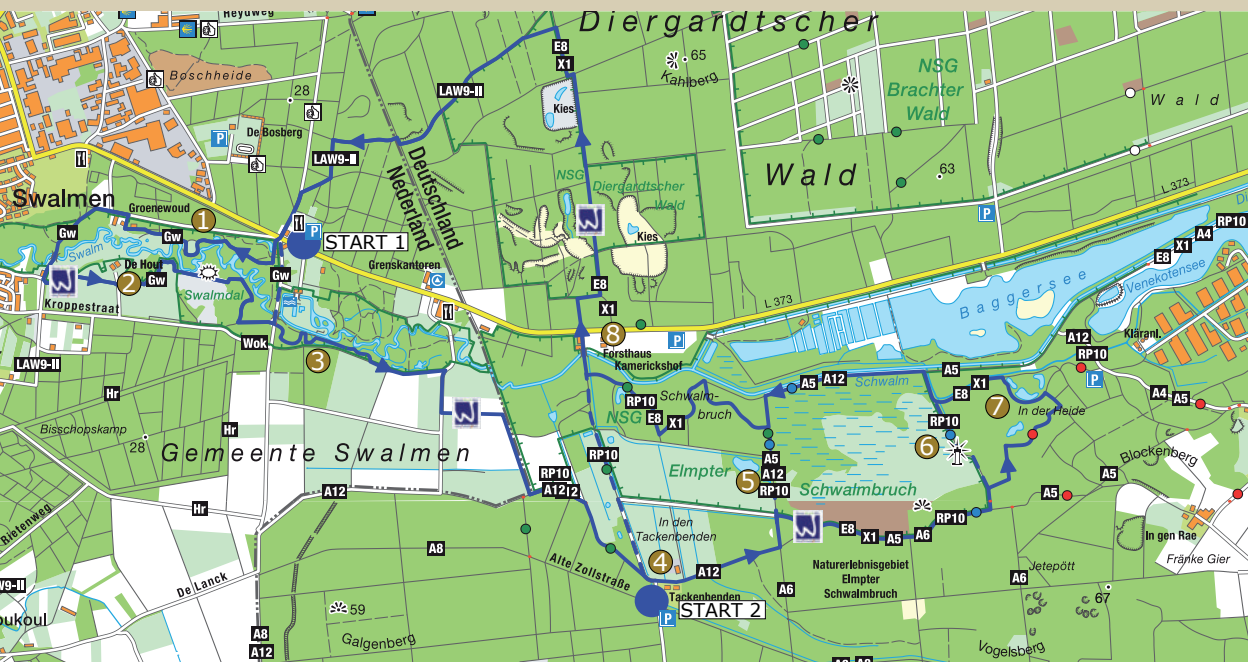 Heyduweg
Diergardtscher
E8
X1
65
Kahlberg
Boschheide
28
LAW9-II
Kies
NSG
Brachter
Wald
Wald
P
De Bosberg
LAW9-II
Deutschland
Nederland
NSG
Diergardtscher
Wald
Wald
63
L 373
P
Swalmen
Groenewoud
1
P
START 1
W
Kies
RP10
A4
X1
E8
Gw
Gw
Swalm
De Hout
Grenskantoren
C
W
2
Gw
Gw
Swalmdal
Kroppestraat
E8
X1
L 373
Baggersee
Venekotensee
Kläranl.
8
P
Forsthaus
Kamerickshof
Wok
3
LAW9-II
A12
RP10
P
A5
A12
Schwalm
A5
X1
E8
A4
A5
Hr
W
RP10
E8
X1
Schwalm-
bruch
NSG
RP10
7
In der Heide
Hr
Bisschopskamp
28
Gemeente Swalmen
6
Blockenberg
RP10
RP10
A12
A12
Elmpter
5
A5
A12
RP10
Schwalmbruch
A5
A5
A12
Hr
Rietenweg
In den
Tackenbenden
W
E8
X1
A5
A6
RP10
In gen Rae
Fränke Gier
A8
Alte Zollstraße
4
A12
Naturerlebnisgebiet
Elmpter
Schwalmbruch
A6
A6
Jetepött
67
De Lanck
Tackenbenden
START 2
P
59
Galgenberg
A8
A12
Vogelsberg